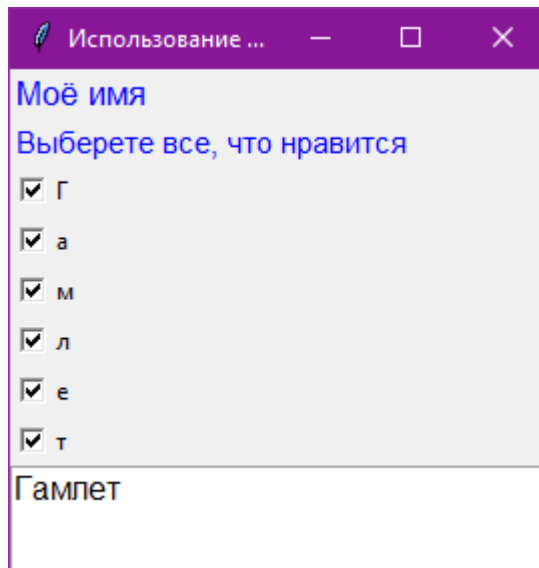 Использование ...
Моё имя
Выберете все, что нравится
Г
а
м
л
е
т
Гамлет